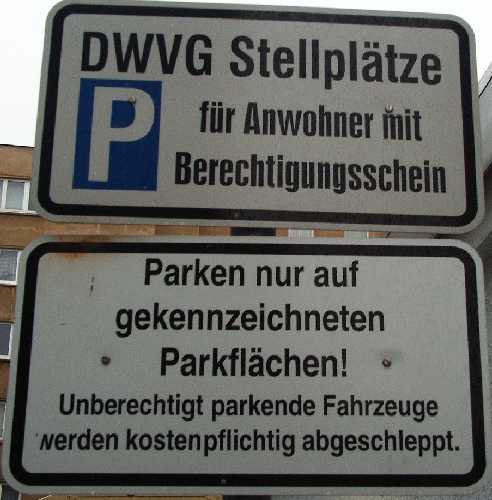 DWVG Stellplätze
P
für Anwohner mit
Berechtigungsschein
Parken nur auf
gekennzeichneten
Parkflächen!
Unberechtigt parkende Fahrzeuge
werden kostenpflichtig abgeschleppt.